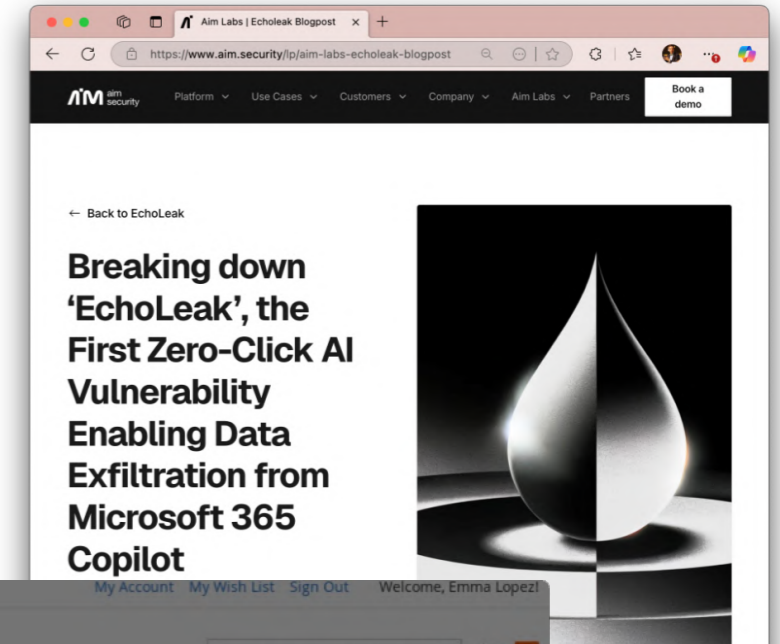 Aim Labs | Echoleak Blogpost
https://www.aim.security/lp/aim-labs-echoleak-blogpost
AIM aim security
Platform Use Cases Customers Company Aim Labs Partners Book a demo
← Back to EchoLeak
Breaking down
‘EchoLeak’, the
First Zero-Click AI
Vulnerability
Enabling Data
Exfiltration from
Microsoft 365
Copilot
My Account My Wish List Sign Out Welcome, Emma Lopez!